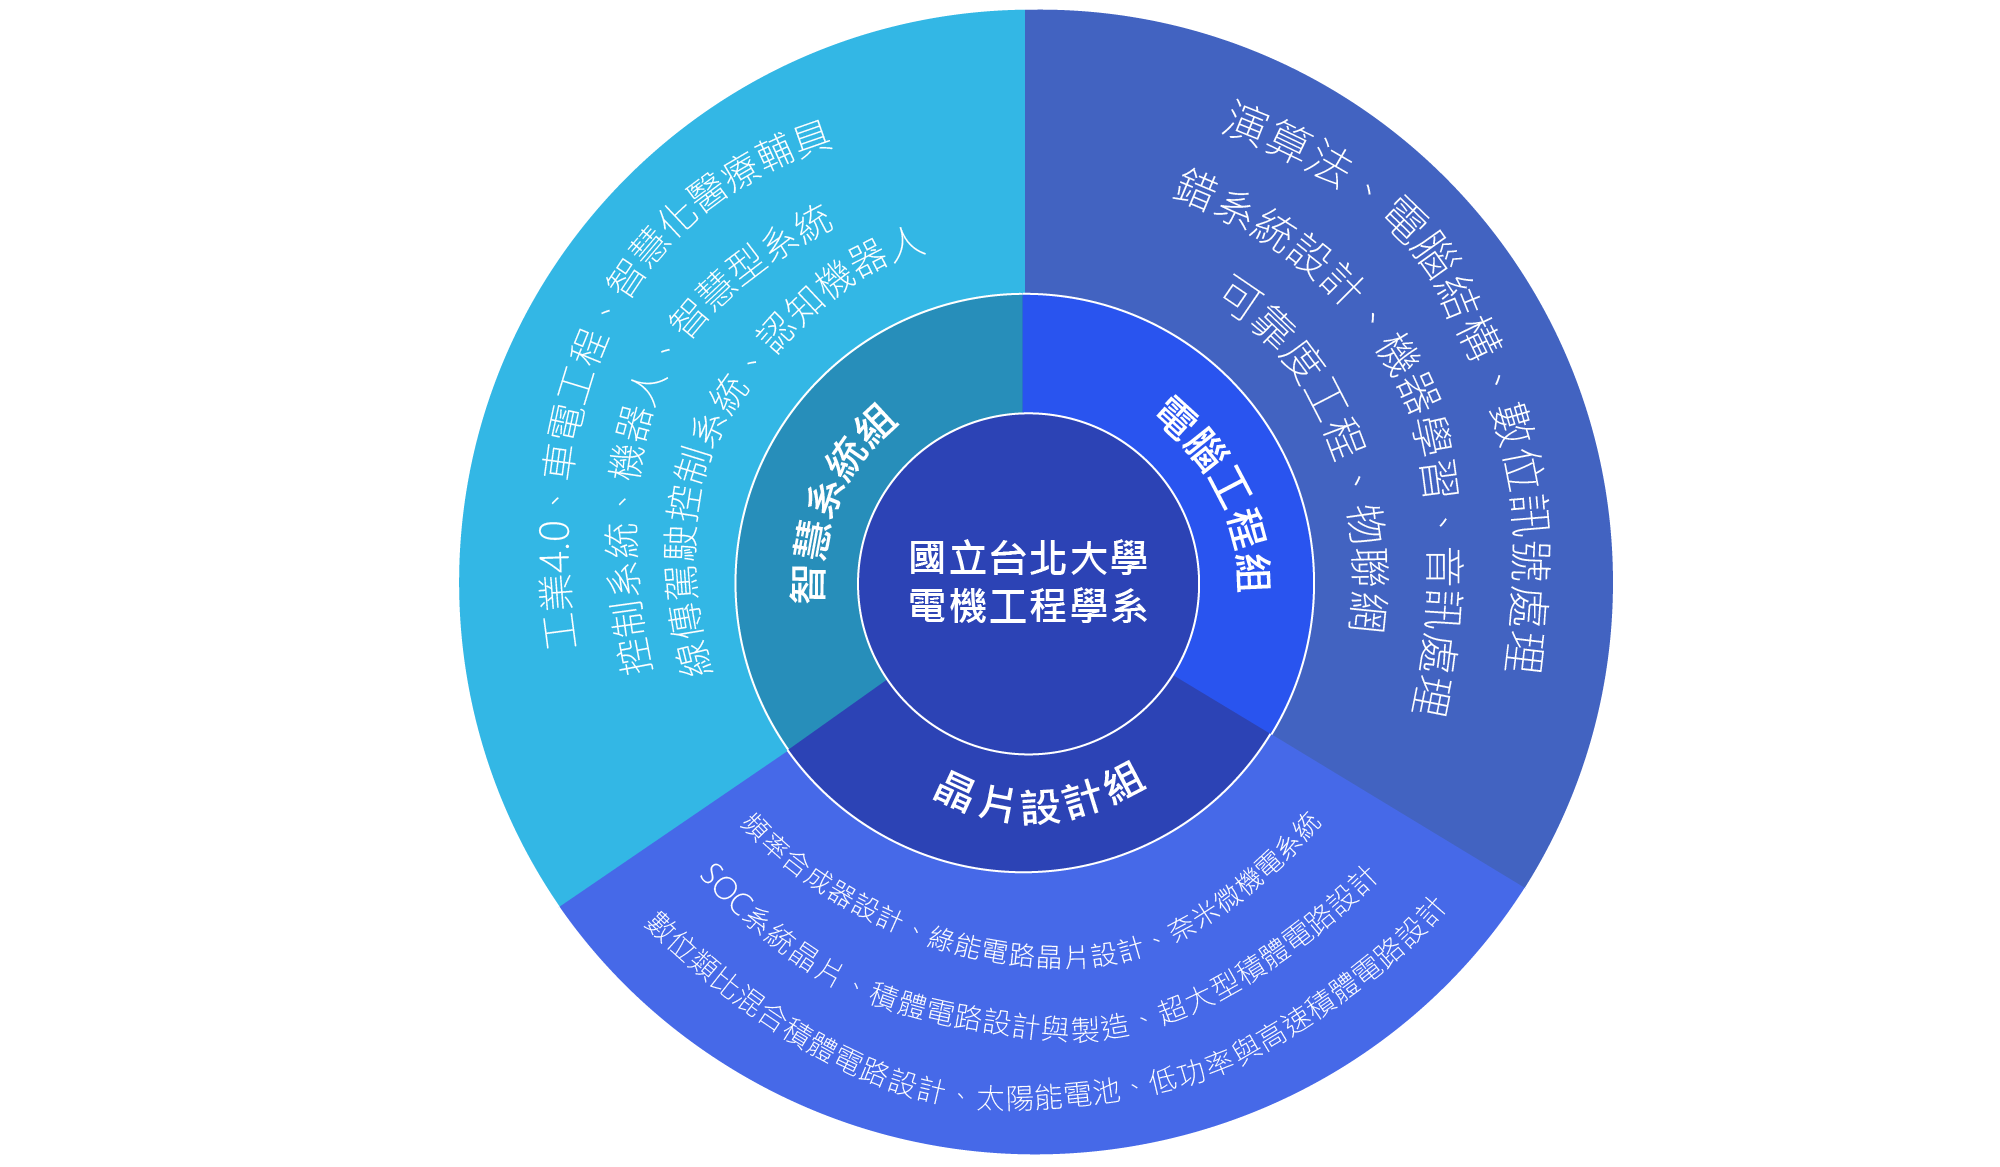 國立台北大學
電機工程學系
智慧系統組
工業4.0、車電工程、智慧化醫療輔具
控制系統、機器人、智慧型系統
線傳駕駛控制系統、認知機器人
電腦工程組
演算法、電腦結構、數位訊號處理
錯系統設計、機器學習、音訊處理
可靠度工程、物聯網
晶片設計組
頻率合成器設計、綠能電路晶片設計、奈米微機電系統
SOC系統晶片、積體電路設計與製造、超大型積體電路設計
數位類比混合積體電路設計、太陽能電池、低功率與高速積體電路設計